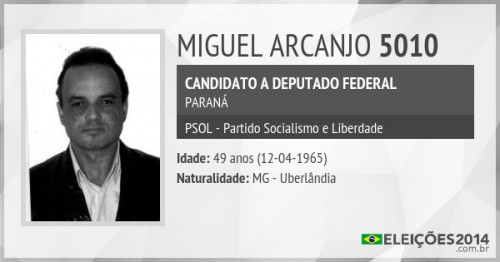 MIGUEL ARCANJO 5010
CANDIDATO A DEPUTADO FEDERAL
PARANÁ
PSOL - Partido Socialismo e Liberdade
Idade: 49 anos (12-04-1965)
Naturalidade: MG - Uberlândia
ELEIÇÕES2014
.com.br